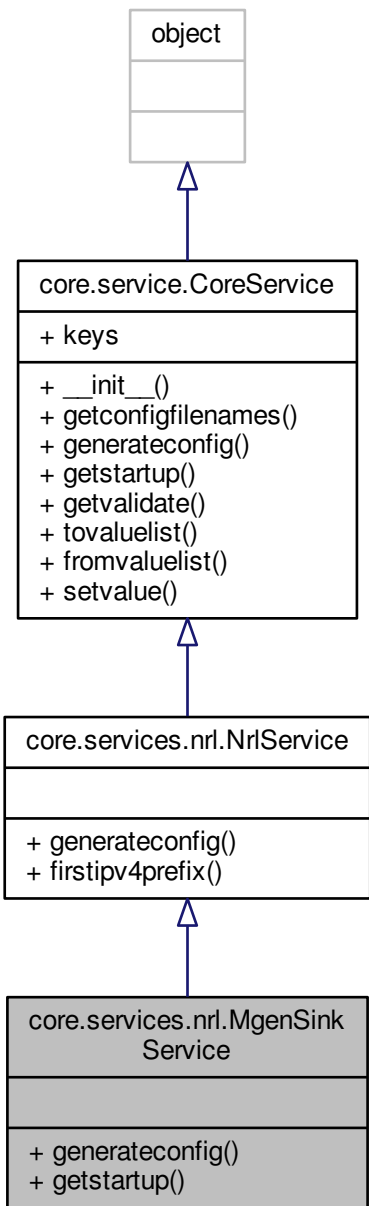 object
core.service.CoreService
+ keys
+ __init__()
+ getconfigfilenames()
+ generateconfig()
+ getstartup()
+ getvalidate()
+ tovaluelist()
+ fromvaluelist()
+ setvalue()
core.services.nrl.NrlService
+ generateconfig()
+ firstipv4prefix()
core.services.nrl.MgenSink
Service
+ generateconfig()
+ getstartup()